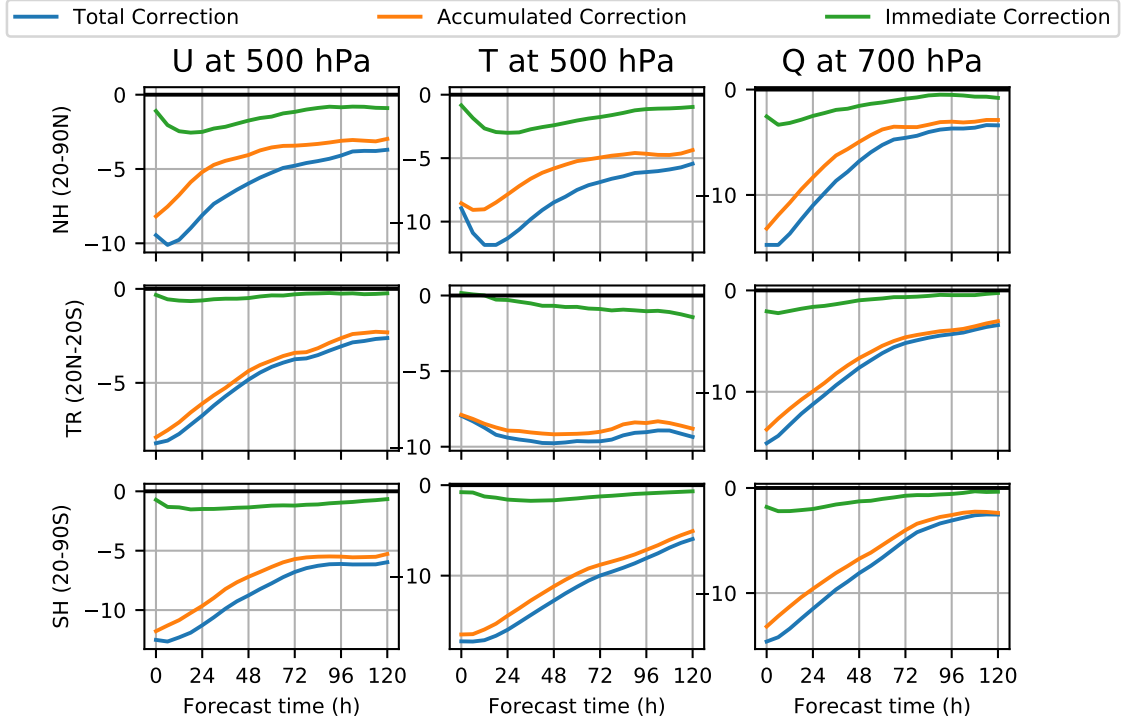 Total Correction Accumulated Correction Immediate Correction
U at 500 hPa T at 500 hPa Q at 700 hPa
NH (20-90N)
0
−5
−10
0
−5
−10
0
−10
TR (20N-20S)
0
−5
0
−5
−10
0
−10
SH (20-90S)
0
−5
−10
0
−10
0
−10
0 24 48 72 96 120
0 24 48 72 96 120
0 24 48 72 96 120
Forecast time (h) Forecast time (h) Forecast time (h)